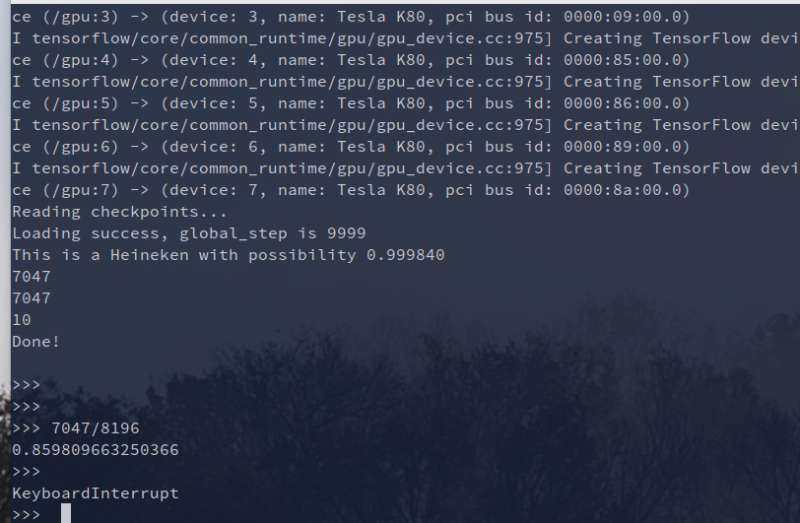 ce (/gpu:3) -> (device: 3, name: Tesla K80, pci bus id: 0000:09:00.0)
I tensorflow/core/common_runtime/gpu/gpu_device.cc:975] Creating TensorFlow devi
ce (/gpu:4) -> (device: 4, name: Tesla K80, pci bus id: 0000:85:00.0)
I tensorflow/core/common_runtime/gpu/gpu_device.cc:975] Creating TensorFlow devi
ce (/gpu:5) -> (device: 5, name: Tesla K80, pci bus id: 0000:86:00.0)
I tensorflow/core/common_runtime/gpu/gpu_device.cc:975] Creating TensorFlow devi
ce (/gpu:6) -> (device: 6, name: Tesla K80, pci bus id: 0000:89:00.0)
I tensorflow/core/common_runtime/gpu/gpu_device.cc:975] Creating TensorFlow devi
ce (/gpu:7) -> (device: 7, name: Tesla K80, pci bus id: 0000:8a:00.0)
Reading checkpoints...
Loading success, global_step is 9999
This is a Heineken with possibility 0.999840
7047
7047
10
Done!
>>>
>>>
>>> 7047/8196
0.859809663250366
>>>
KeyboardInterrupt
>>>